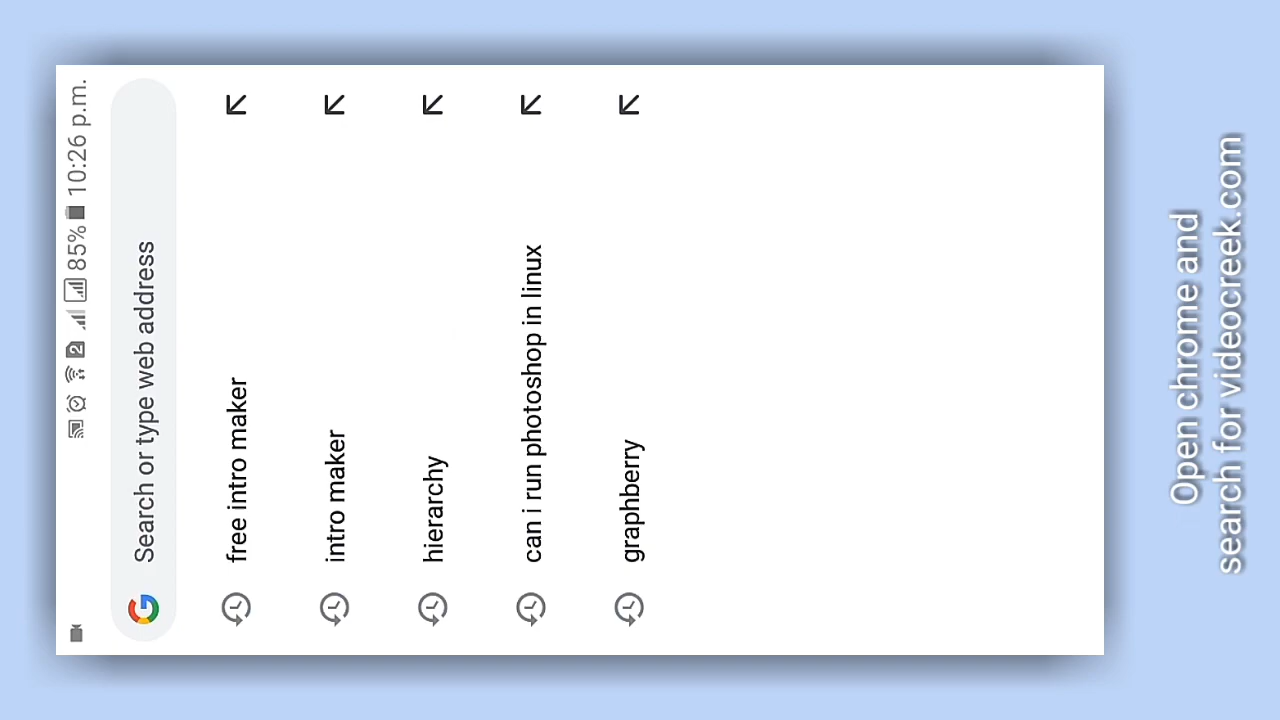 85% 10:26 p.m.
Search or type web address
free intro maker
intro maker
hierarchy
can i run photoshop in linux
graphberry
Open chrome and
search for videocreek.com